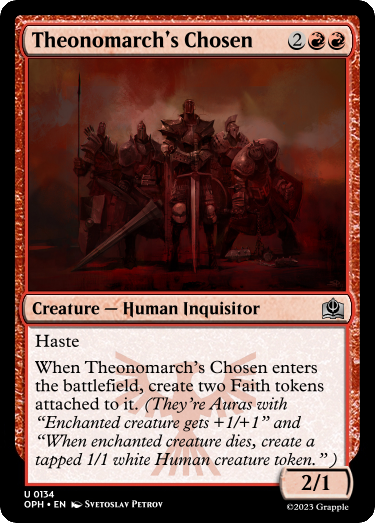 Theonomarch's Chosen 2
Creature — Human Inquisitor
Haste
When Theonomarch's Chosen enters
the battlefield, create two Faith tokens
attached to it. (They're Auras with
“Enchanted creature gets +1/+1” and
“When enchanted creature dies, create a
tapped 1/1 white Human creature token.”)
2/1
U 0134
OPH • EN Svetoslav Petrov
©2023 Grapple